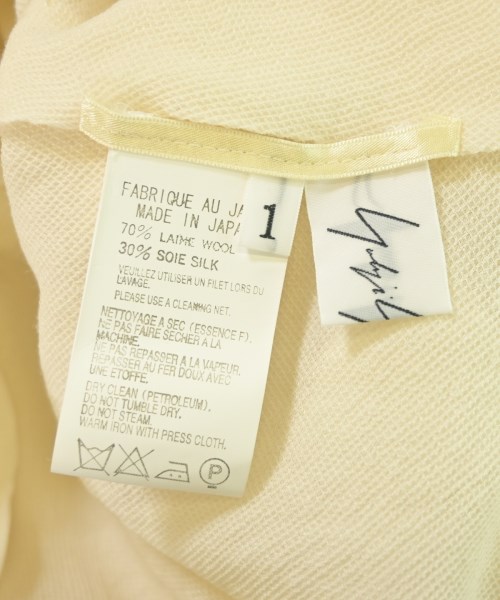 FABRIQUE AU JA
MADE IN JAPA
70% LAINE WOOL
30% SOIE SILK
VEUILLEZ UTILISER UN FILET LORS DU
LAVAGE.
PLEASE USE A CLEANING NET.
NETTOYAGE A SEC (ESSENCE F).
NE PAS FAIRE SECHER A LA
MACHINE.
NE PAS REPASSER A LA VAPEUR.
REPASSER AU FER DOUX AVEC
UNE ETOFFE.
DRY CLEAN (PETROLEUM).
DO NOT TUMBLE DRY.
DO NOT STEAM.
WARM IRON WITH PRESS CLOTH.
P
1